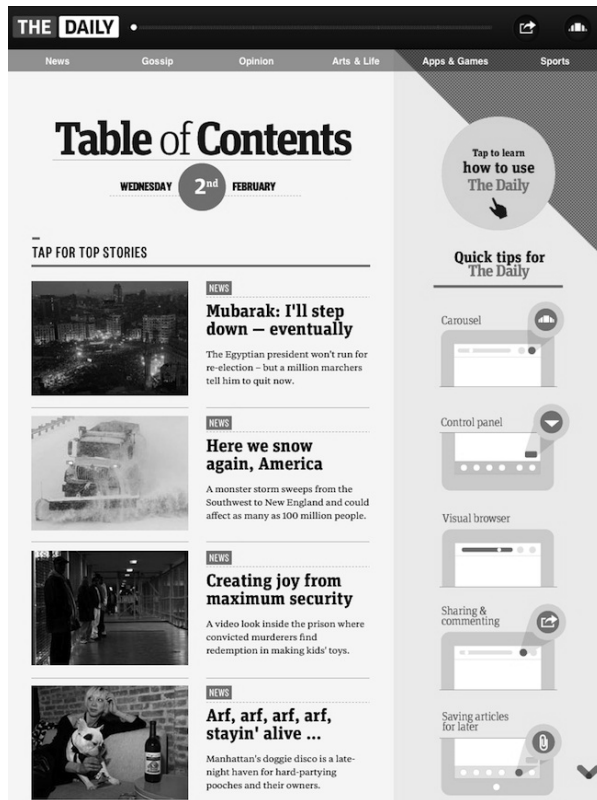 THE DAILY
News Gossip Opinion Arts & Life Apps & Games Sports
Table of Contents
WEDNESDAY 2nd FEBRUARY
TAP FOR TOP STORIES
NEWS
Mubarak: I'll step
down — eventually
The Egyptian president won't run for
re-election – but a million marchers
tell him to quit now.
NEWS
Here we snow
again, America
A monster storm sweeps from the
Southwest to New England and could
affect as many as 100 million people.
NEWS
Creating joy from
maximum security
A video look inside the prison where
convicted murderers find
redemption in making kids' toys.
NEWS
Arf, arf, arf, arf,
stayin' alive ...
Manhattan's doggie disco is a late-
night haven for hard-partying
pooches and their owners.
Tap to learn
how to use
The Daily
Quick tips for
The Daily
Carousel
Control panel
Visual browser
Sharing &
commenting
Saving articles
for later